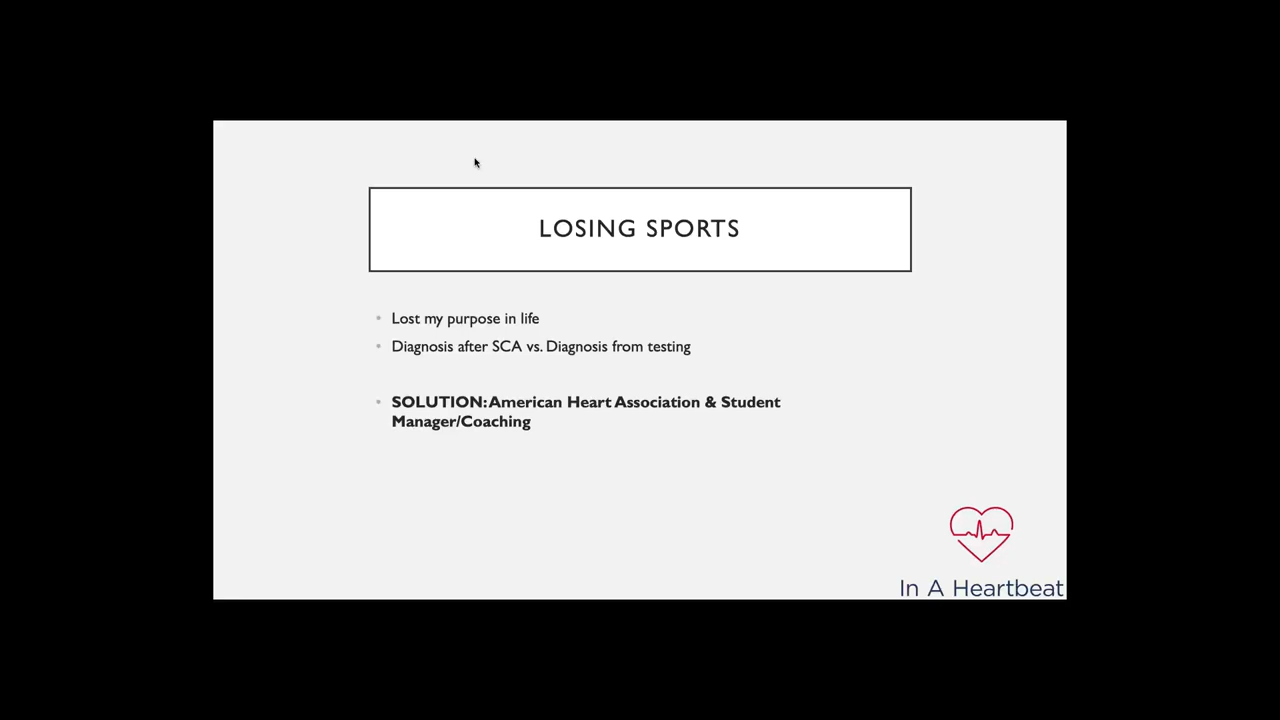 LOSING SPORTS
• Lost my purpose in life
• Diagnosis after SCA vs. Diagnosis from testing
• SOLUTION: American Heart Association & Student
Manager/Coaching
In A Heartbeat